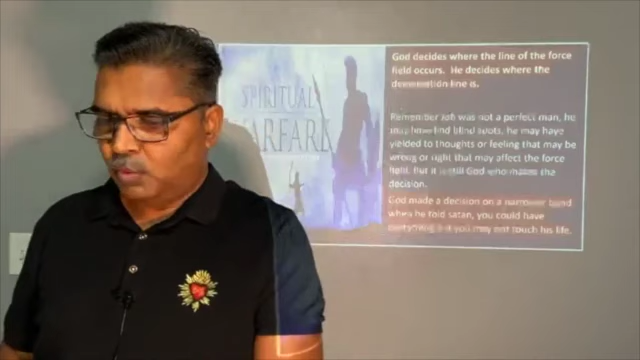 SPIRITUAL
WARFARE
God decides where the line of the force
field occurs. He decides where the
demarcation line is.
Remember Job was not a perfect man, he
may have had blind spots, he may have
yielded to thoughts or feeling that may be
wrong or right that may affect the force
field. But it is still God who makes the
decision.
God made a decision on a narrower band
when he told satan, you could have
everything but you may not touch his life.